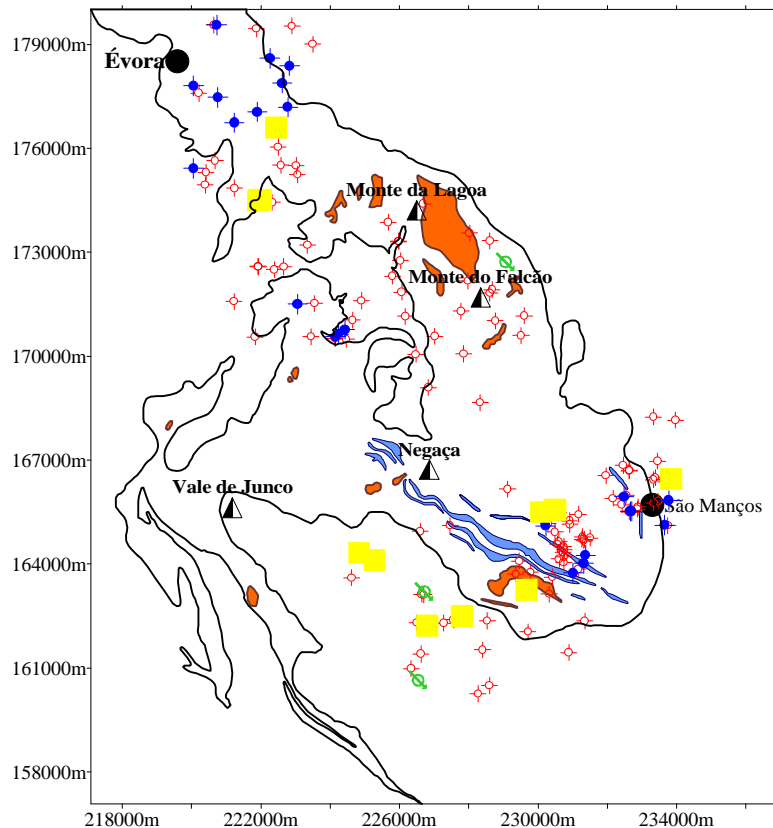 179000m
Évora
176000m
Monte da Lagoa
173000m
Monte do Falcão
170000m
167000m
Negaça
Vale de Junco
São Manços
164000m
161000m
158000m
218000m 222000m 226000m 230000m 234000m